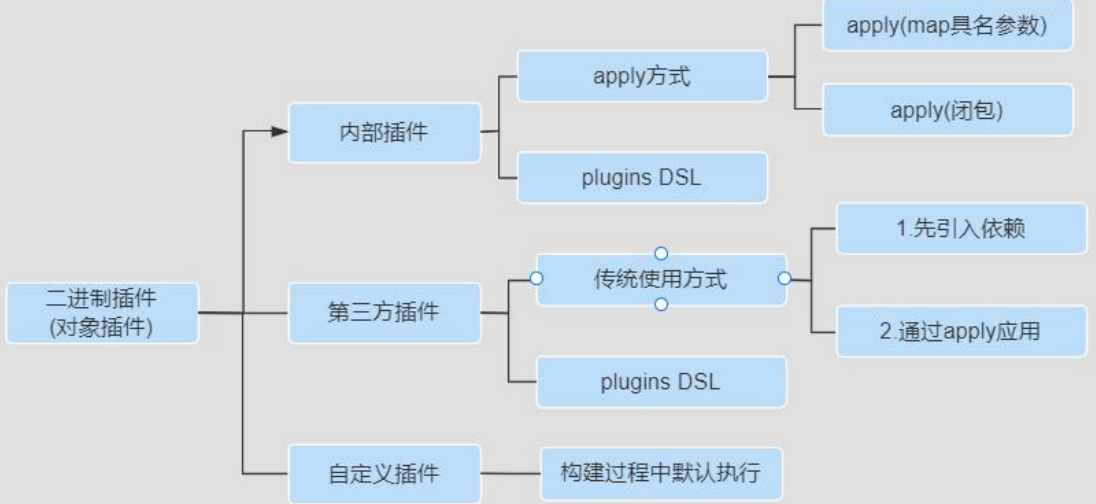 二进制插件
(对象插件)
内部插件
apply方式
apply(map具名参数)
apply(闭包)
plugins DSL
第三方插件
传统使用方式
1.先引入依赖
2.通过apply应用
plugins DSL
自定义插件
构建过程中默认执行